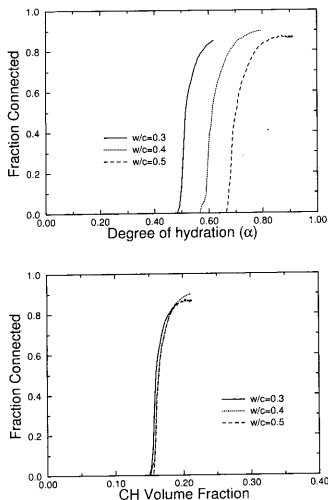 Fraction Connected
1.0
0.8
0.6
0.4
0.2
0.0
w/c=0.3
w/c=0.4
w/c=0.5
0.0 0.20 0.40 0.60 0.80 1.00
Degree of hydration (α)
Fraction Connected
1.0
0.8
0.6
0.4
0.2
0.0
w/c=0.3
w/c=0.4
w/c=0.5
0.0 0.10 0.20 0.30 0.40
CH Volume Fraction